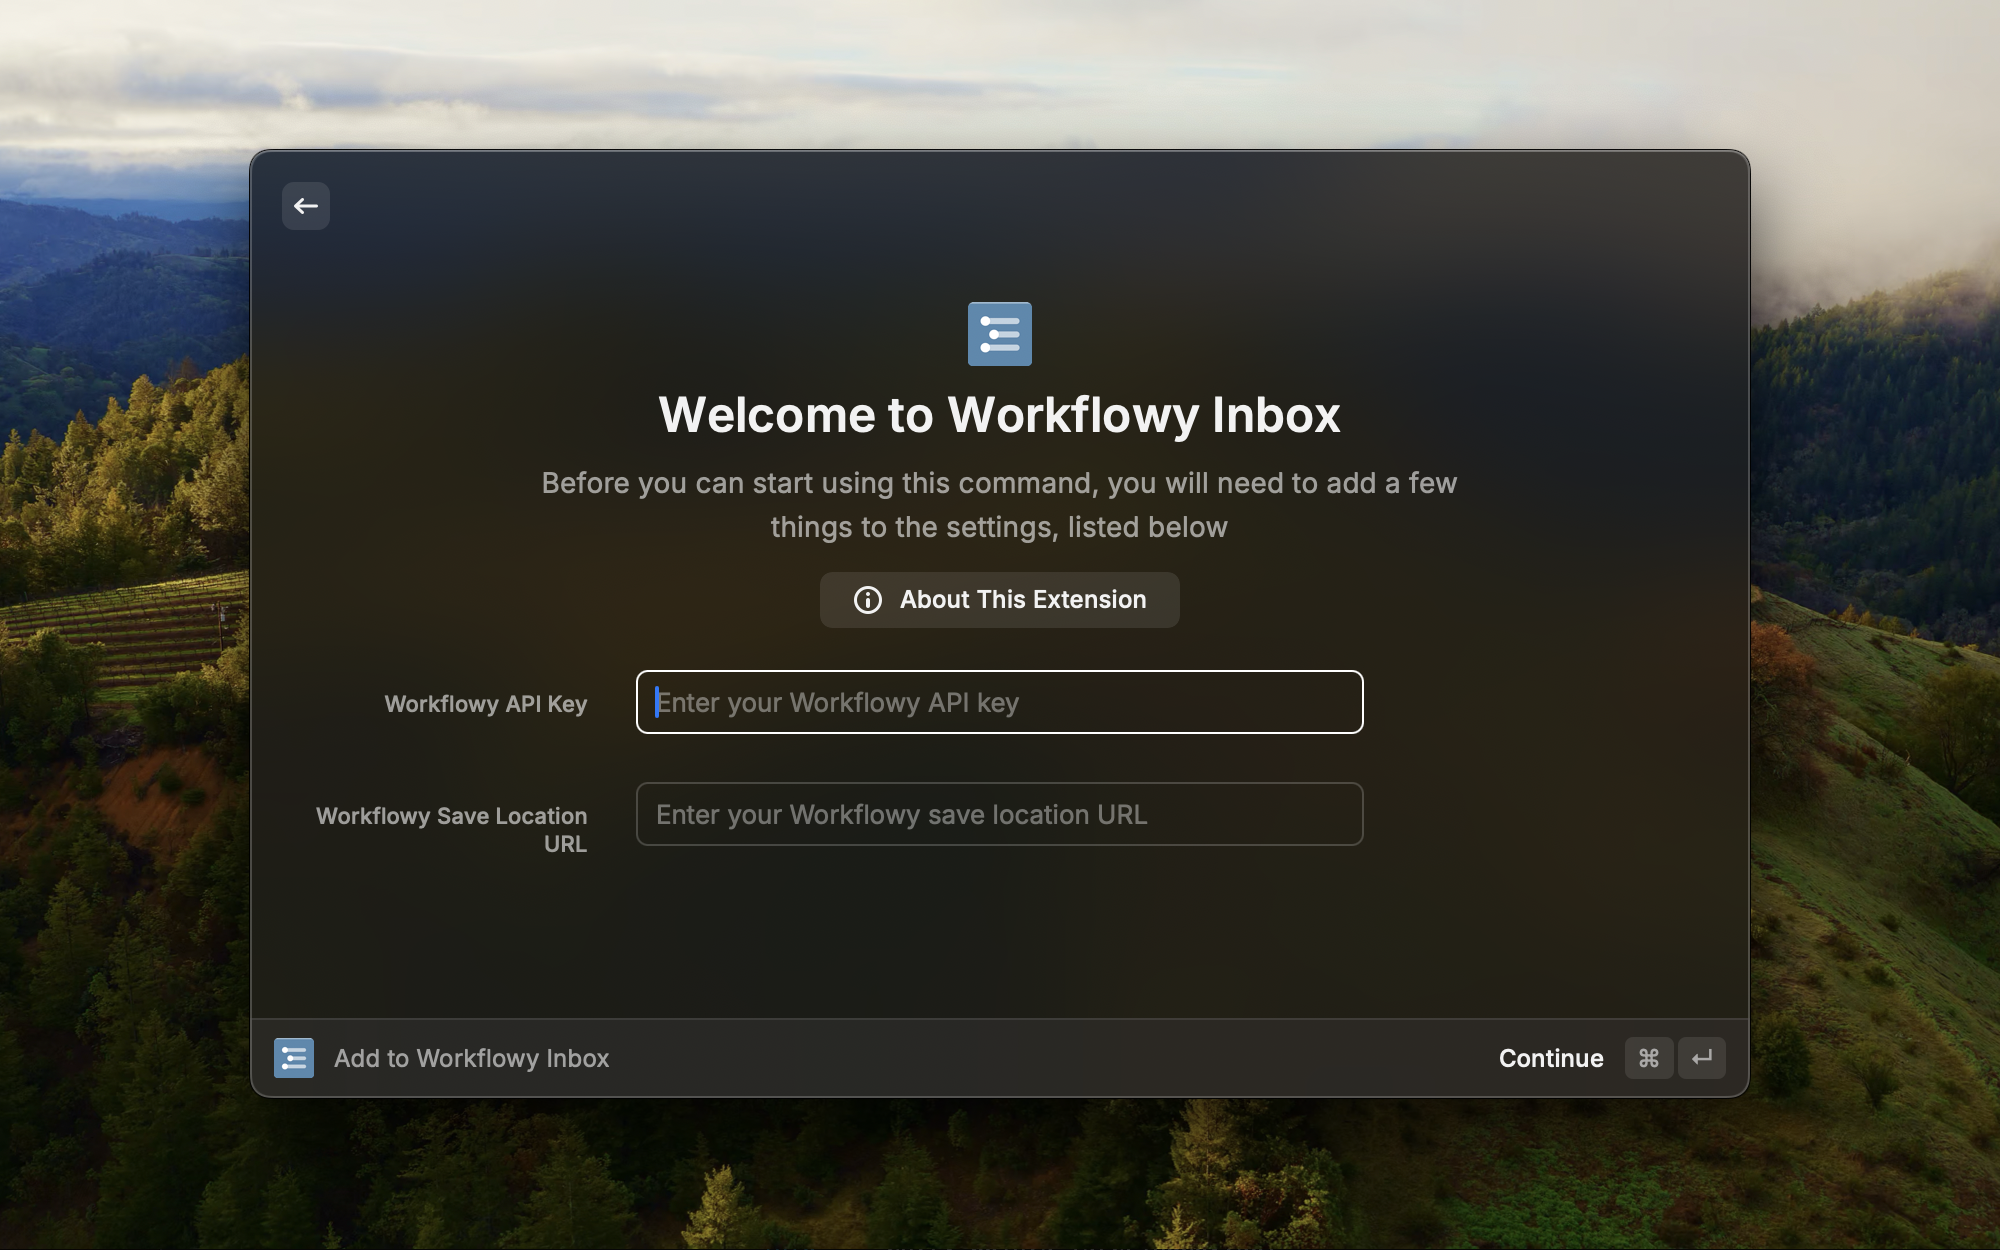 Welcome to Workflowy Inbox
Before you can start using this command, you will need to add a few
things to the settings, listed below
About This Extension
Workflowy API Key
Enter your Workflowy API key
Workflowy Save Location
URL
Enter your Workflowy save location URL
Add to Workflowy Inbox
Continue ⌘ ↵